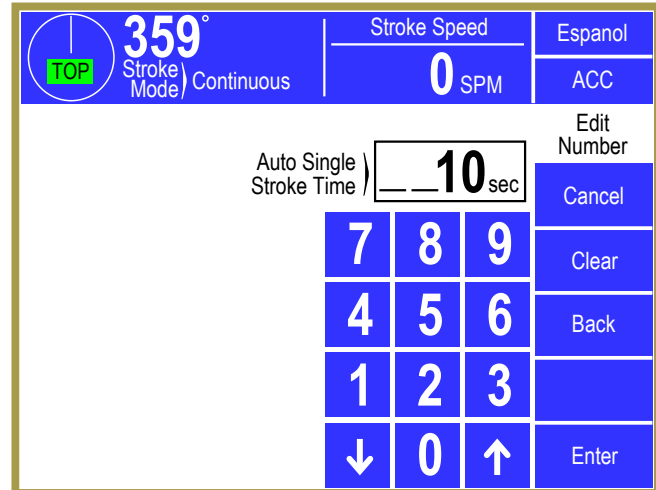 359°
TOP
Stroke Mode) Continuous
Stroke Speed
0 SPM
Espanol
ACC
Edit
Number
Auto Single
Stroke Time) _ _10 sec
Cancel
7 8 9
Clear
4 5 6
Back
1 2 3
↓ 0 ↑
Enter